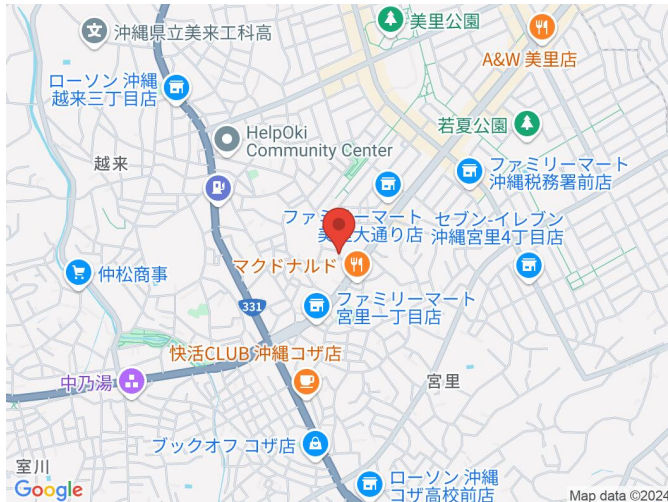 美里公園
沖縄県立美来工科高
A&W 美里店
ローソン 沖縄
越来三丁目店
若夏公園
HelpOki
Community Center
越来
ファミリーマート
沖縄税務署前店
ファミリーマート
美里大通り店
セブン-イレブン
沖縄宮里4丁目店
マクドナルド
仲松商事
331
ファミリーマート
宮里一丁目店
快活CLUB 沖縄コザ店
中乃湯
宮里
ブックオフ コザ店
室川
ローソン 沖縄
コザ高校前店
Google
Map data ©2024